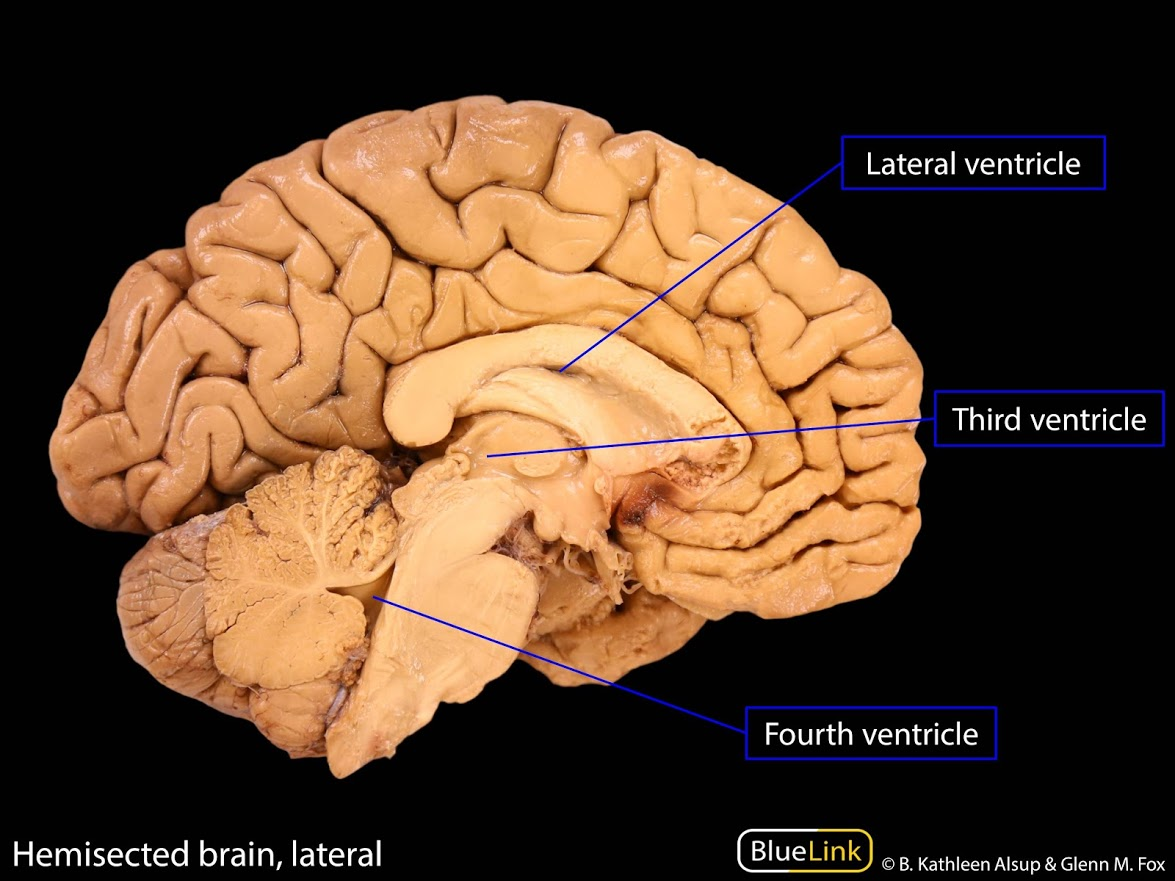 Lateral ventricle
Third ventricle
Fourth ventricle
Hemisected brain, lateral
BlueLink
© B. Kathleen Alsup & Glenn M. Fox